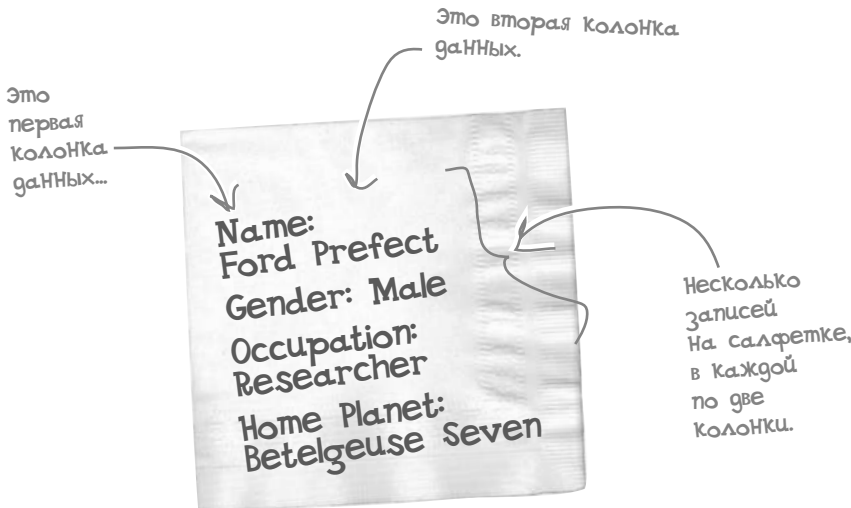 Это вторая колонка
данных.
Это
первая
колонка
данных...
Name:
Ford Prefect
Gender: Male
Occupation:
Researcher
Home Planet:
Betelgeuse Seven
Несколько
записей
на салфетке,
в каждой
по две
колонки.